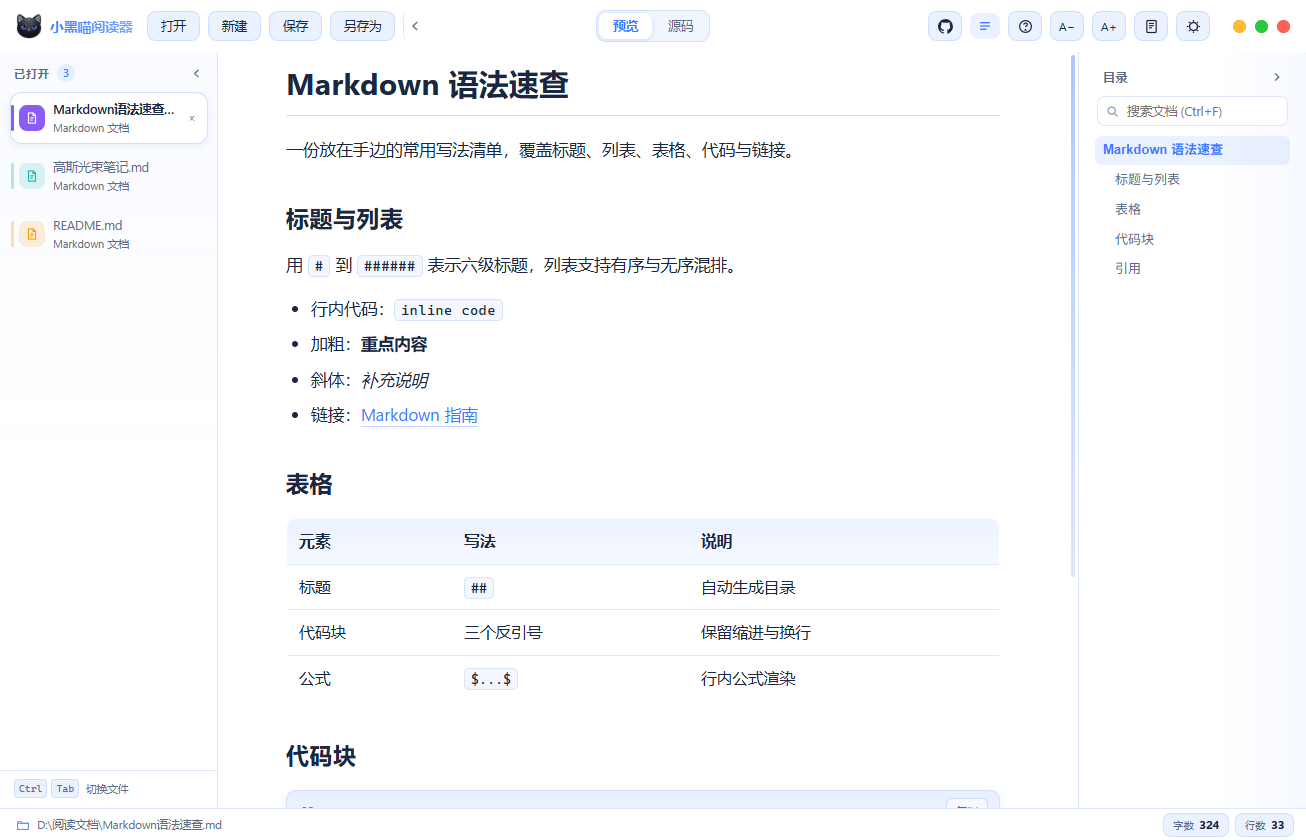 小黑喵阅读器 打开 新建 保存 另存为 预览 源码 A− A+
已打开 3
Markdown语法速查...
Markdown 文档
高斯光束笔记.md
Markdown 文档
README.md
Markdown 文档
Ctrl Tab 切换文件
Markdown 语法速查
一份放在手边的常用写法清单，覆盖标题、列表、表格、代码与链接。
标题与列表
用 # 到 ###### 表示六级标题，列表支持有序与无序混排。
行内代码： inline code
加粗：重点内容
斜体：补充说明
链接：Markdown 指南
表格
元素 写法 说明
标题 ## 自动生成目录
代码块 三个反引号 保留缩进与换行
公式 $...$ 行内公式渲染
代码块
目录
搜索文档 (Ctrl+F)
Markdown 语法速查
标题与列表
表格
代码块
引用
D:\阅读文档\Markdown语法速查.md 字数 324 行数 33